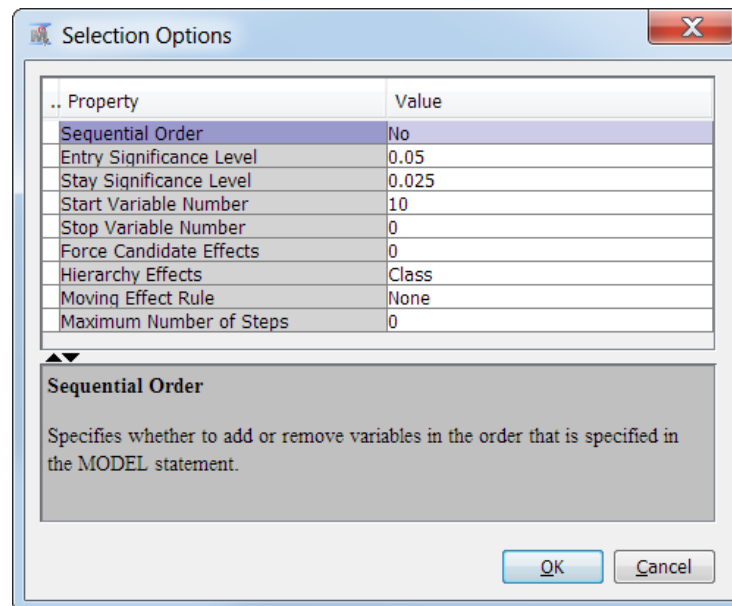 Selection Options
.. Property Value
Sequential Order No
Entry Significance Level 0.05
Stay Significance Level 0.025
Start Variable Number 10
Stop Variable Number 0
Force Candidate Effects 0
Hierarchy Effects Class
Moving Effect Rule None
Maximum Number of Steps 0
Sequential Order
Specifies whether to add or remove variables in the order that is specified in
the MODEL statement.
OK Cancel